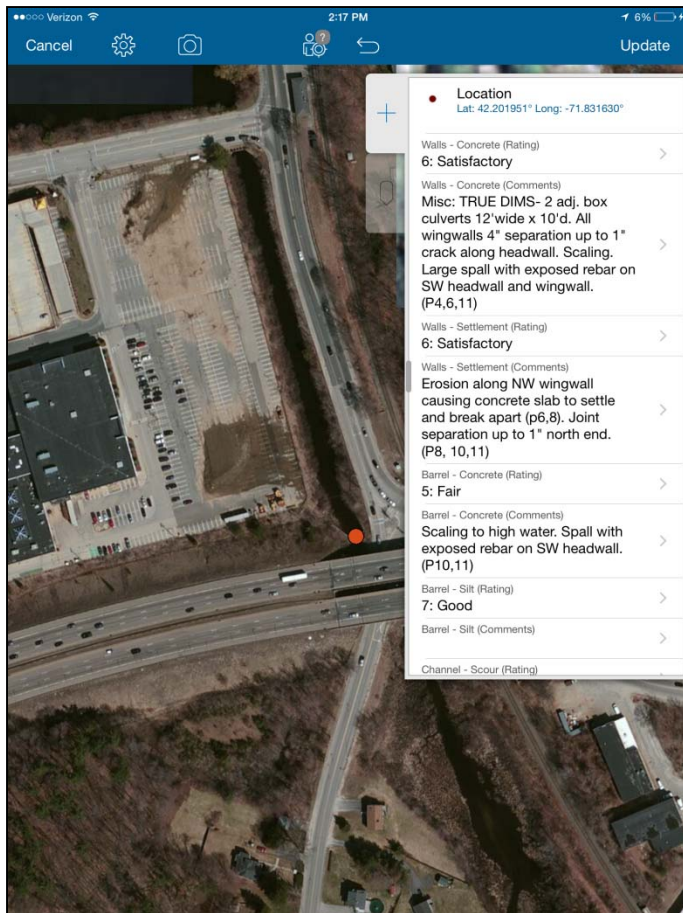 Verizon
2:17 PM
6%
Cancel
?
Update
Location
Lat: 42.201951° Long: -71.831630°
Walls - Concrete (Rating)
6: Satisfactory
Walls - Concrete (Comments)
Misc: TRUE DIMS- 2 adj. box
culverts 12'wide x 10'd. All
wingwalls 4" separation up to 1"
crack along headwall. Scaling.
Large spall with exposed rebar on
SW headwall and wingwall.
(P4,6,11)
Walls - Settlement (Rating)
6: Satisfactory
Walls - Settlement (Comments)
Erosion along NW wingwall
causing concrete slab to settle
and break apart (p6,8). Joint
separation up to 1" north end.
(P8, 10,11)
Barrel - Concrete (Rating)
5: Fair
Barrel - Concrete (Comments)
Scaling to high water. Spall with
exposed rebar on SW headwall.
(P10,11)
Barrel - Silt (Rating)
7: Good
Barrel - Silt (Comments)
Channel - Scour (Rating)